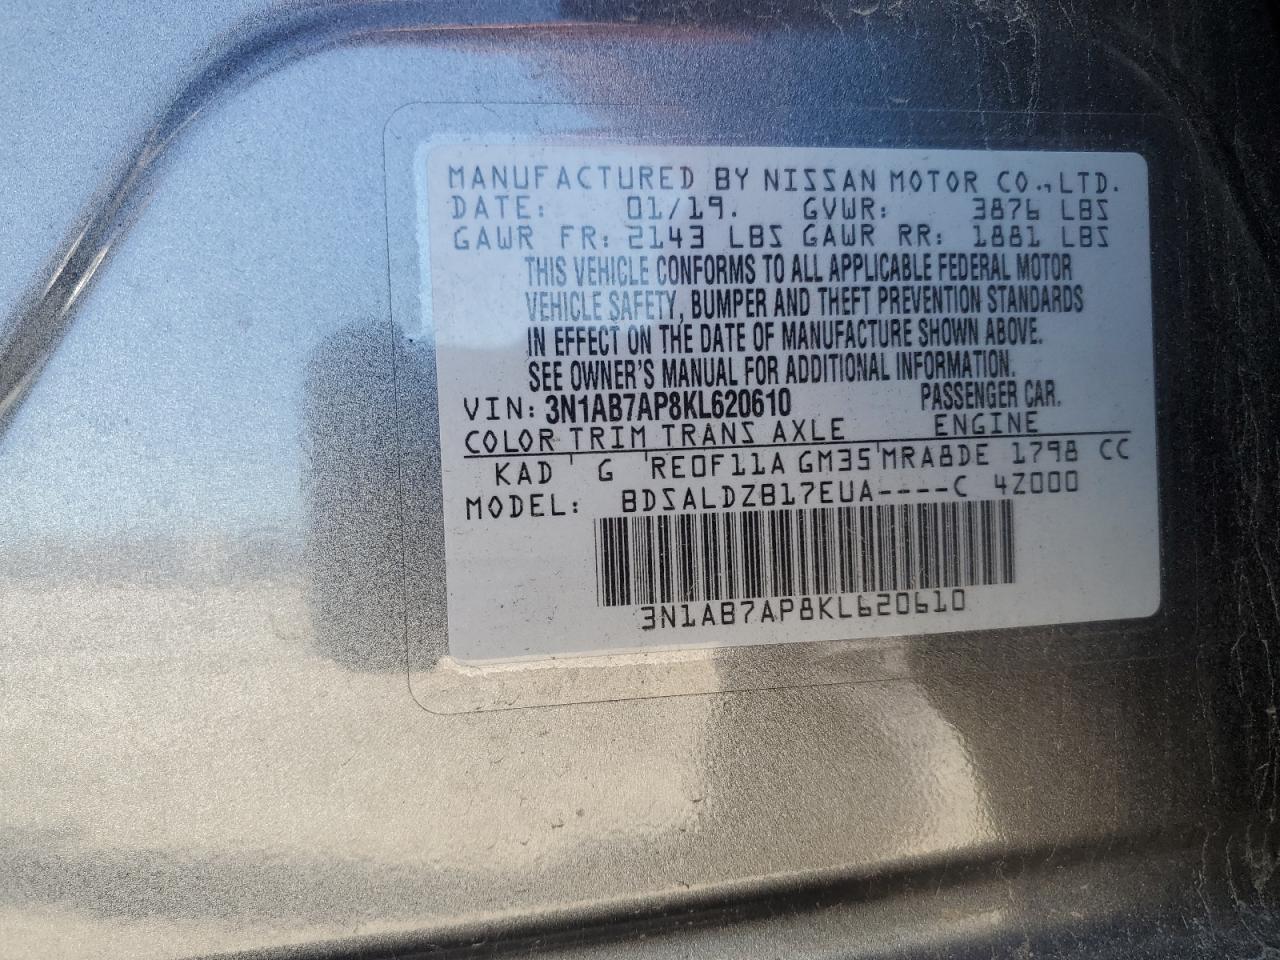 MANUFACTURED BY NISSAN MOTOR CO.,LTD.
DATE: 01/19. GVWR: 3876 LBS
GAWR FR: 2143 LBS GAWR RR: 1881 LBS
THIS VEHICLE CONFORMS TO ALL APPLICABLE FEDERAL MOTOR
VEHICLE SAFETY, BUMPER AND THEFT PREVENTION STANDARDS
IN EFFECT ON THE DATE OF MANUFACTURE SHOWN ABOVE.
SEE OWNER'S MANUAL FOR ADDITIONAL INFORMATION.
VIN: 3N1AB7AP8KL620610 PASSENGER CAR.
COLOR TRIM TRANS AXLE ENGINE
KAD ' G ' RE0F11A GM35 ' MRA8DE 1798 CC
MODEL: BDSALDZB17EUA----C 4Z000
3N1AB7AP8KL620610